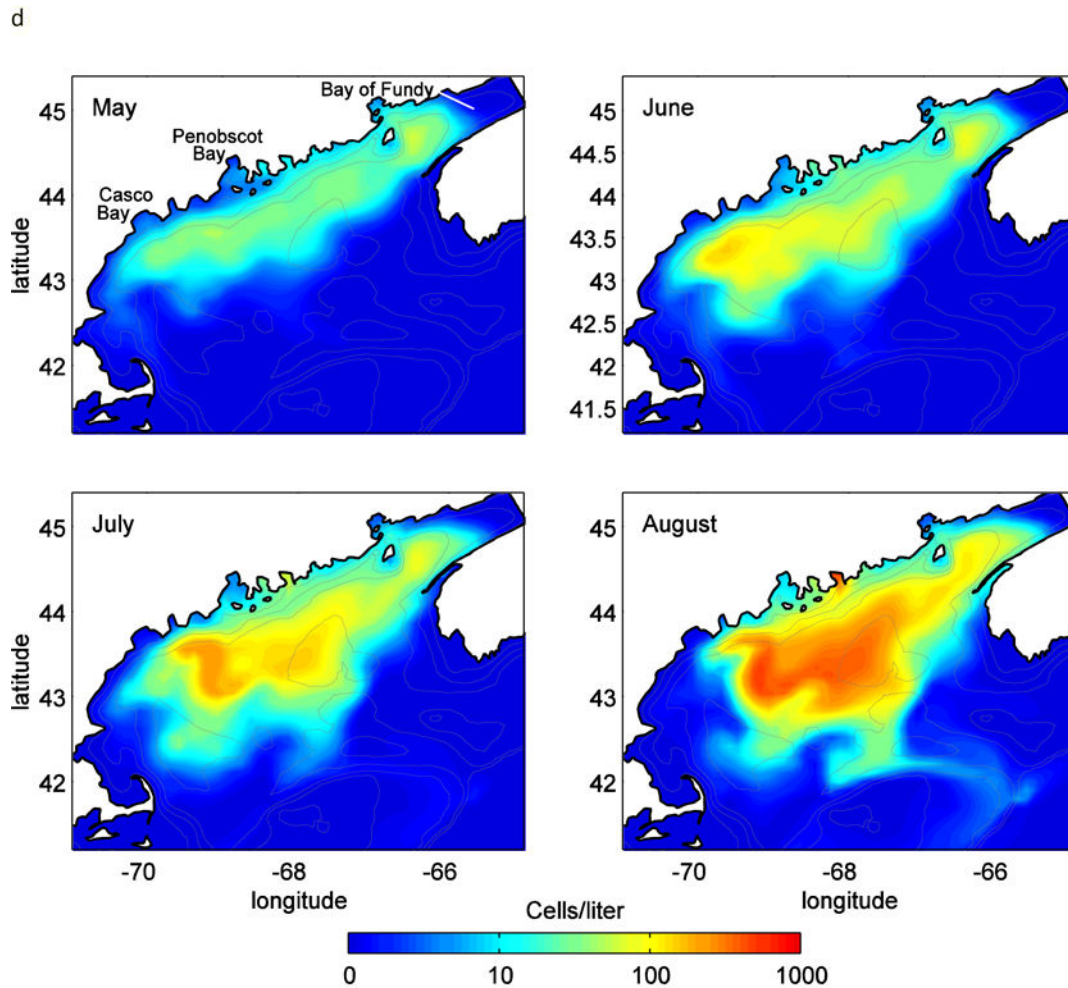 d
May
Bay of Fundy
Penobscot
Bay
Casco
Bay
45
44
43
42
latitude
June
45
44.5
44
43.5
43
42.5
42
41.5
July
45
44
43
42
latitude
-70
-68
-66
longitude
August
45
44
43
42
-70
-68
-66
longitude
Cells/liter
0
10
100
1000